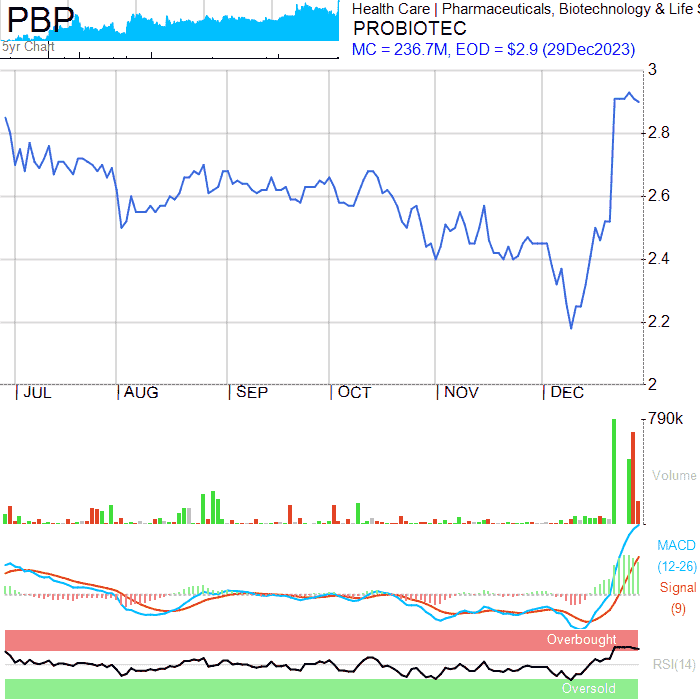 PBP
5yr Chart
Health Care | Pharmaceuticals, Biotechnology & Life
PROBIOTEC
MC = 236.7M, EOD = $2.9 (29Dec2023)
3
2.8
2.6
2.4
2.2
2
JUL
AUG
SEP
OCT
NOV
DEC
790k
Volume
MACD
(12-26)
Signal
(9)
Overbought
RSI(14)
Oversold